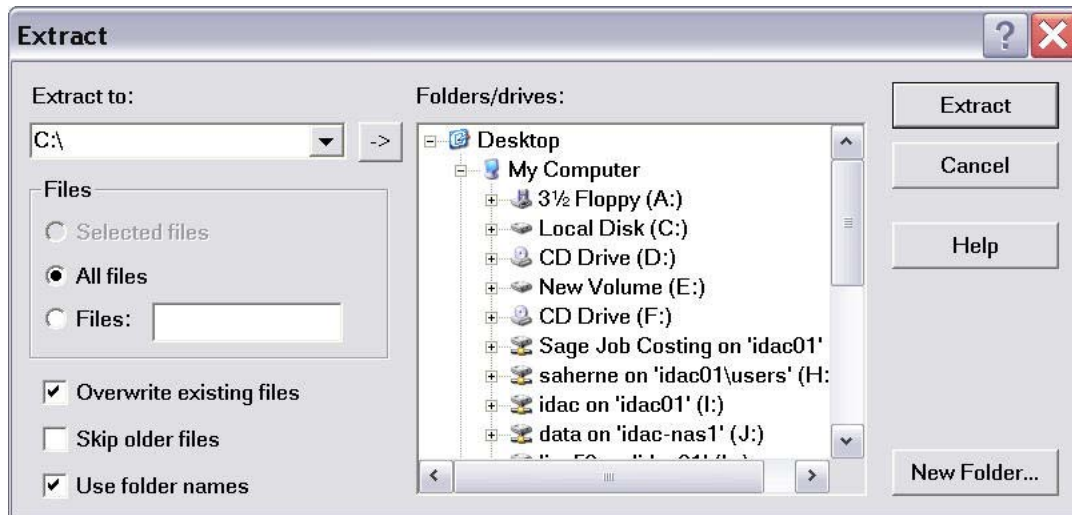 Extract
Extract to:
C:\
->
Files
Selected files
All files
Files:
Overwrite existing files
Skip older files
Use folder names
Folders/drives:
Desktop
My Computer
3½ Floppy (A:)
Local Disk (C:)
CD Drive (D:)
New Volume (E:)
CD Drive (F:)
Sage Job Costing on 'idac01'
saherne on 'idac01\users' (H:
idac on 'idac01' (I:)
data on 'idac-nas1' (J:)
Extract
Cancel
Help
New Folder...